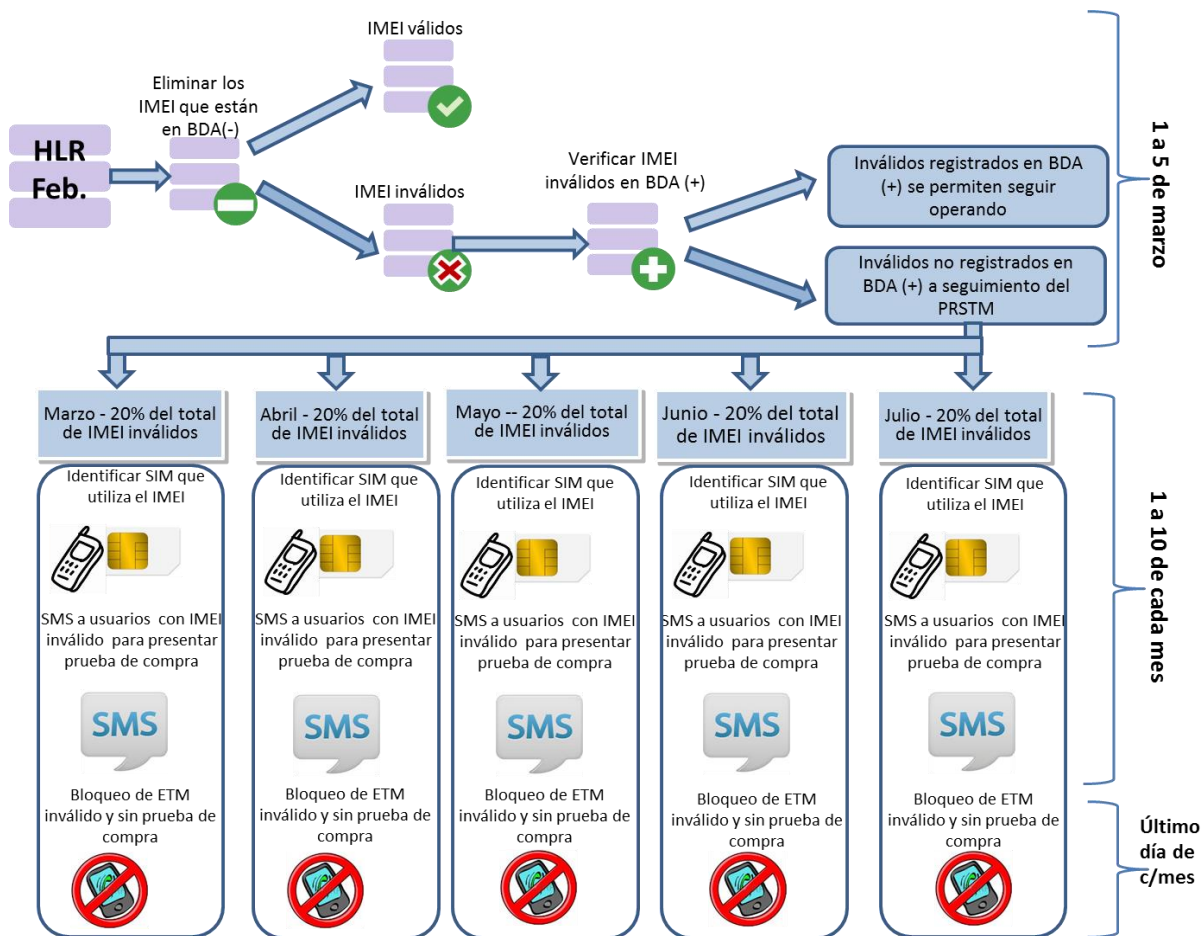 IMEI válidos
Eliminar los
IMEI que están
en BDA(-)
HLR
Feb.
IMEI inválidos
Verificar IMEI
inválidos en BDA (+)
Inválidos registrados en BDA
(+) se permiten seguir
operando
Inválidos no registrados en
BDA (+) a seguimiento del
PRSTM
1 a 5 de marzo
Marzo - 20% del total
de IMEI inválidos
Identificar SIM que
utiliza el IMEI
SMS a usuarios con IMEI
inválido para presentar
prueba de compra
SMS
Bloqueo de ETM
inválido y sin prueba de
compra
Abril - 20% del total
de IMEI inválidos
Identificar SIM que
utiliza el IMEI
SMS a usuarios con IMEI
inválido para presentar
prueba de compra
SMS
Bloqueo de ETM
inválido y sin prueba de
compra
Mayo -- 20% del total
de IMEI inválidos
Identificar SIM que
utiliza el IMEI
SMS a usuarios con IMEI
inválido para presentar
prueba de compra
SMS
Bloqueo de ETM
inválido y sin prueba de
compra
Junio - 20% del total
de IMEI inválidos
Identificar SIM que
utiliza el IMEI
SMS a usuarios con IMEI
inválido para presentar
prueba de compra
SMS
Bloqueo de ETM
inválido y sin prueba de
compra
Julio - 20% del total
de IMEI inválidos
Identificar SIM que
utiliza el IMEI
SMS a usuarios con IMEI
inválido para presentar
prueba de compra
SMS
Bloqueo de ETM
inválido y sin prueba de
compra
1 a 10 de cada mes
Último
día de
c/mes